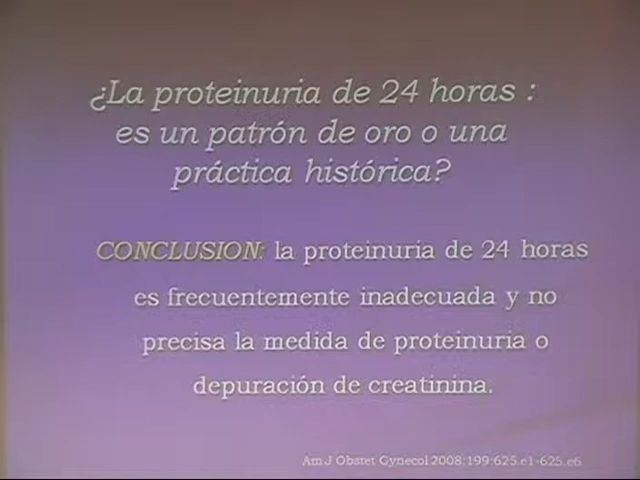 ¿La proteinuria de 24 horas :
es un patrón de oro o una
práctica histórica?
CONCLUSION: la proteinuria de 24 horas
es frecuentemente inadecuada y no
precisa la medida de proteinuria o
depuración de creatinina.
Am J Obstet Gynecol 2008;199:625.e1-625.e6